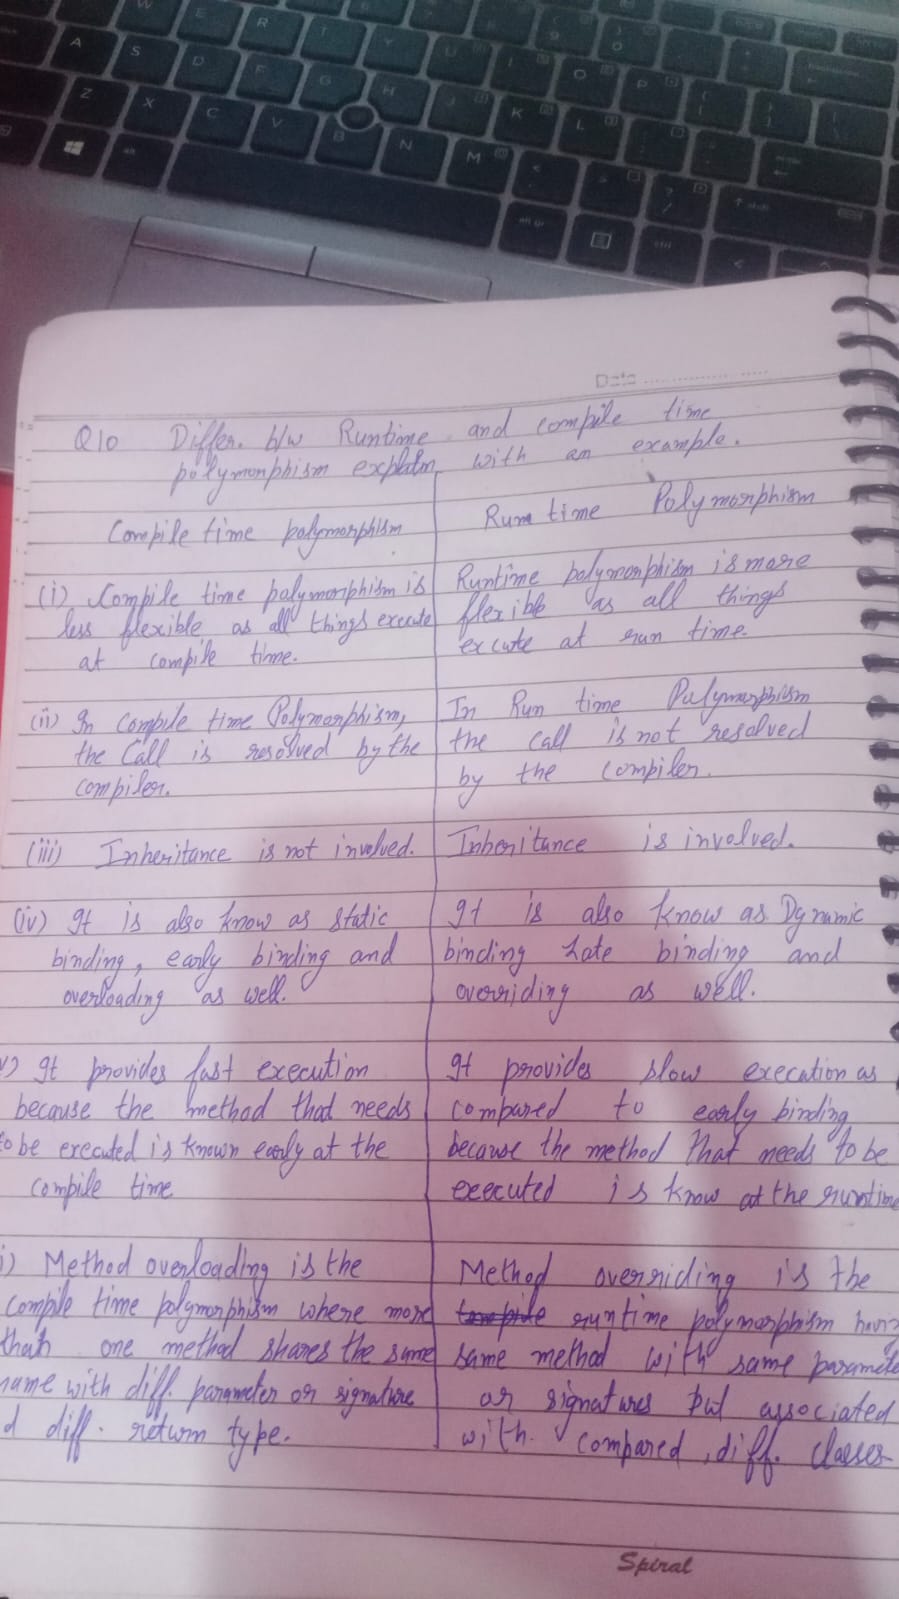 Date
Q10 Differ. b/w Runtime and compile time
polymorphism explain, with an example.
Compile time polymorphism
(i) Compile time polymorphism is
less flexible as all things execute
at compile time.
(ii) In compile time Polymorphism,
the Call is resolved by the
compiler.
(iii) Inheritance is not involved.
(iv) It is also know as static
binding, early binding and
overloading as well.
It provides fast execution
because the method that needs
to be executed is known early at the
compile time
i) Method overloading is the
compile time polymorphism where more
than one method shares the same
name with diff. parameter or signature
d diff. return type.
Run time Polymorphism
Runtime polymorphism is more
flexible as all things
excute at run time.
In Run time Polymorphism
the call is not resolved
by the compiler.
Inheritance is involved.
It is also know as Dynamic
binding Late binding and
overriding as well.
It provides slow execution as
compared to early binding
because the method that needs to be
executed is know at the runtime
Method overriding is the
compile runtime polymorphism
same method with same paramete
or signatures but associated
with compared, diff. classes
Spiral